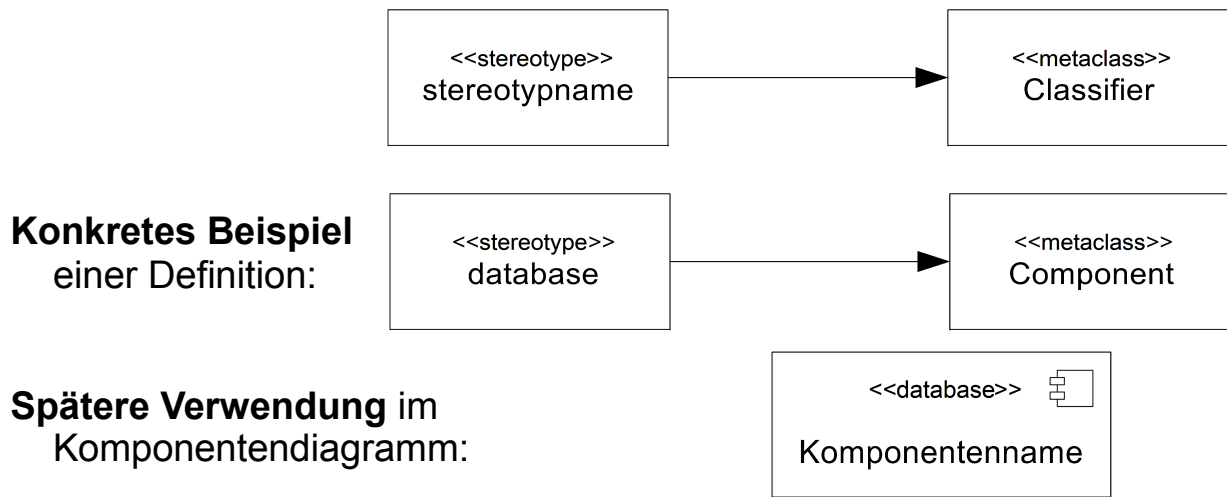 <<stereotype>>
stereotypname
<<metaclass>>
Classifier
Konkretes Beispiel
einer Definition:
<<stereotype>>
database
<<metaclass>>
Component
Spätere Verwendung im
Komponentendiagramm:
<<database>>
Komponentenname